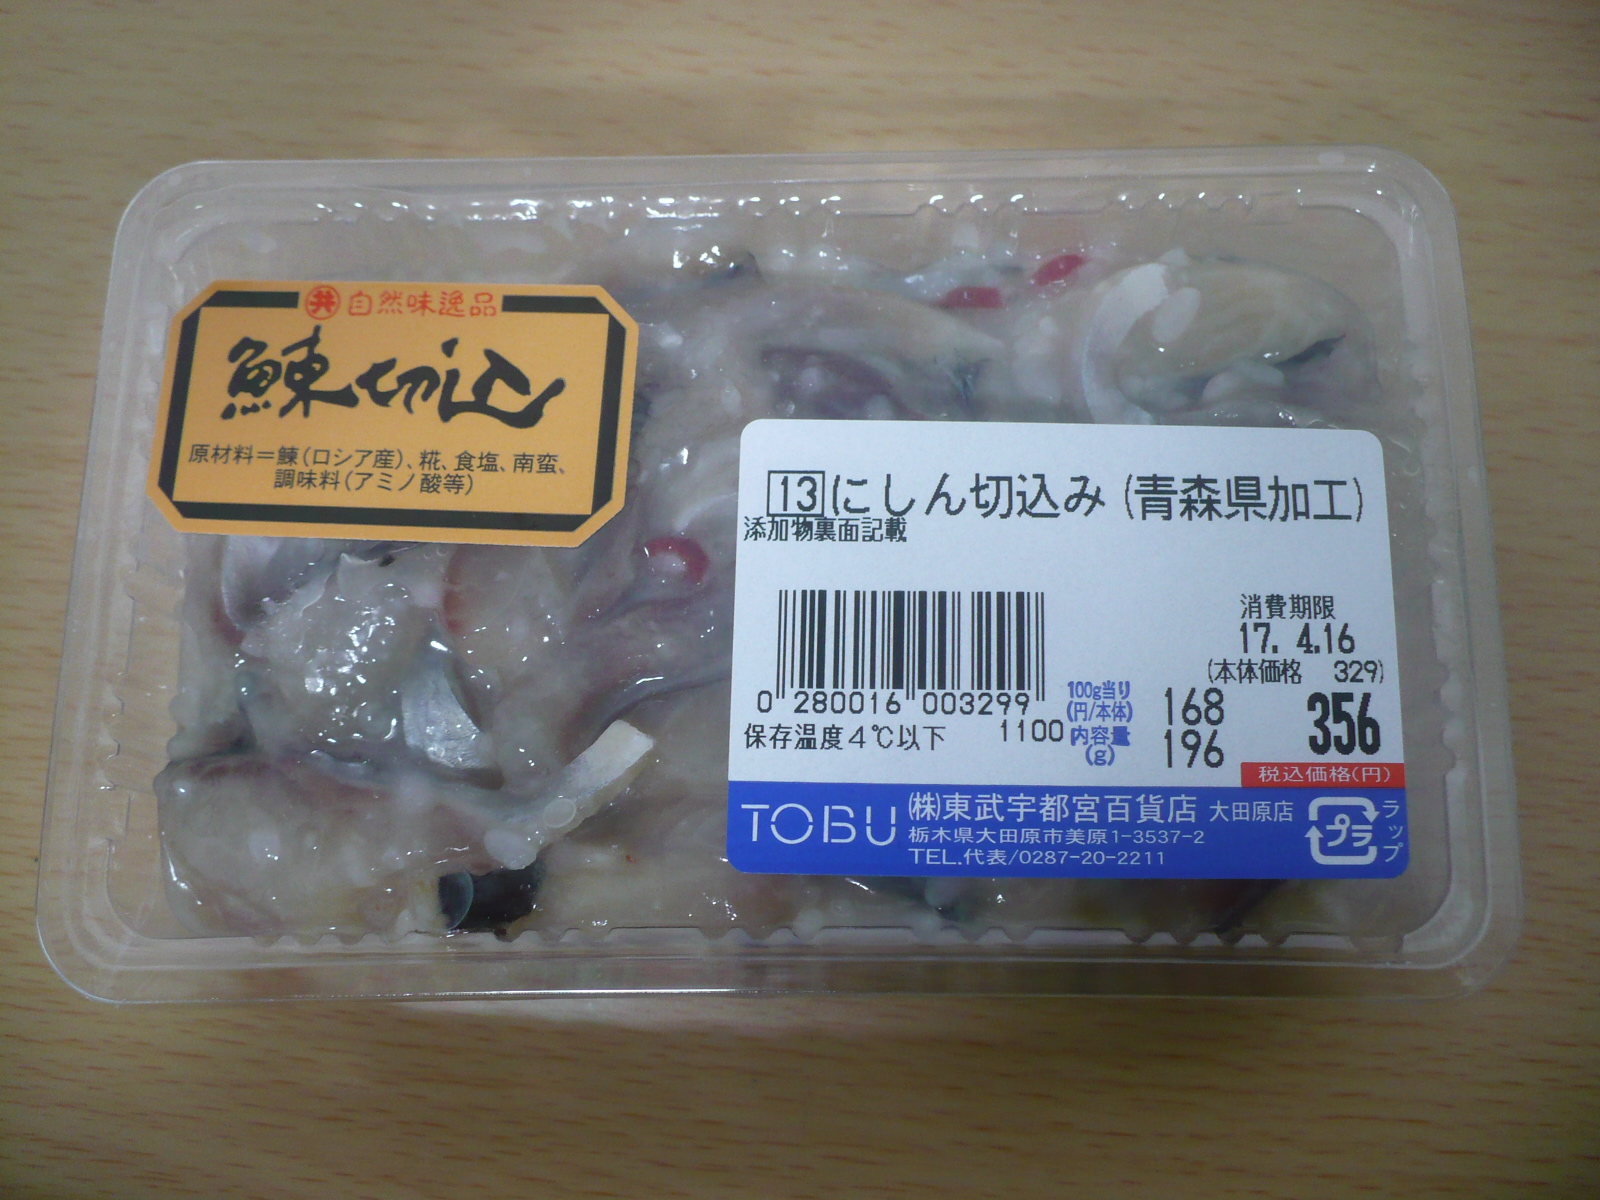 共 自然味逸品
鰊切込
原材料=鰊(ロシア産)、糀、食塩、南蛮、
調味料(アミノ酸等)
13 にしん切込み (青森県加工)
添加物裏面記載
消費期限
17. 4.16
(本体価格 329)
0 280016 003299
100g当り
(円/本体) 168
356
保存温度4℃以下 1100
内容量
(g) 196
税込価格(円)
TOBU (株)東武宇都宮百貨店 大田原店
栃木県大田原市美原1-3537-2
TEL.代表/0287-20-2211
プラ
ラップ